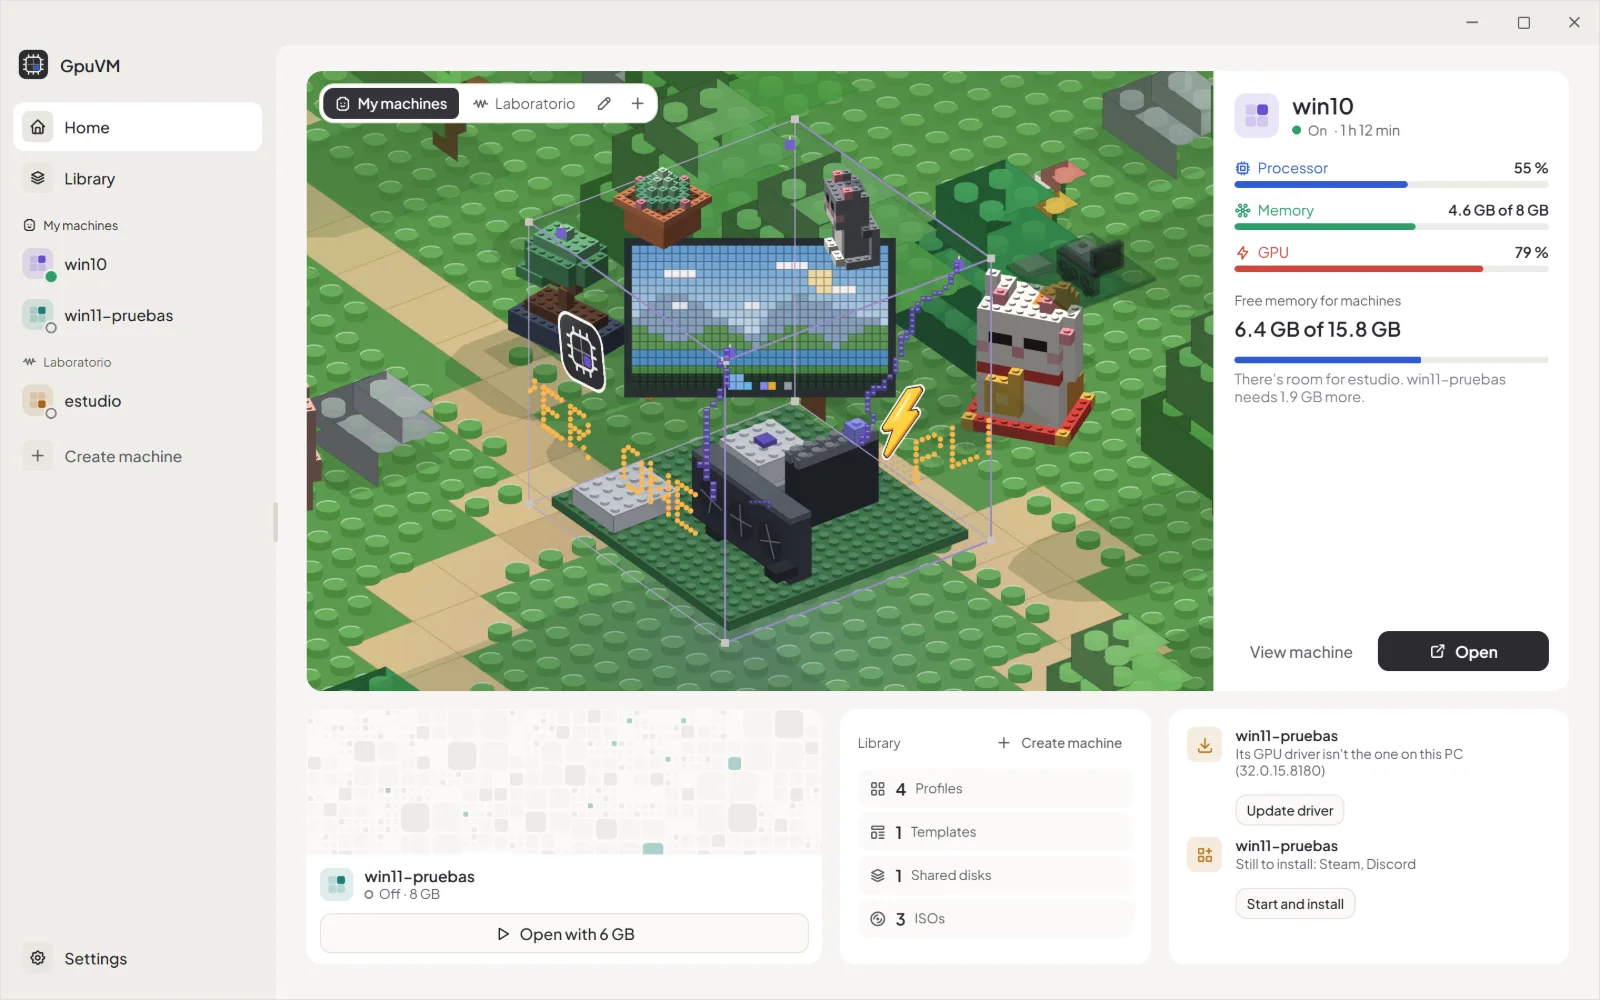 GpuVM
Home
Library
My machines
win10
win11-pruebas
Laboratorio
estudio
Create machine
Settings
My machines
Laboratorio
win10
On · 1 h 12 min
Processor
55 %
Memory
4.6 GB of 8 GB
GPU
79 %
Free memory for machines
6.4 GB of 15.8 GB
There's room for estudio. win11-pruebas
needs 1.9 GB more.
View machine
Open
win11-pruebas
Off · 8 GB
Open with 6 GB
Library
Create machine
4 Profiles
1 Templates
1 Shared disks
3 ISOs
win11-pruebas
Its GPU driver isn't the one on this PC
(32.0.15.8180)
Update driver
win11-pruebas
Still to install: Steam, Discord
Start and install